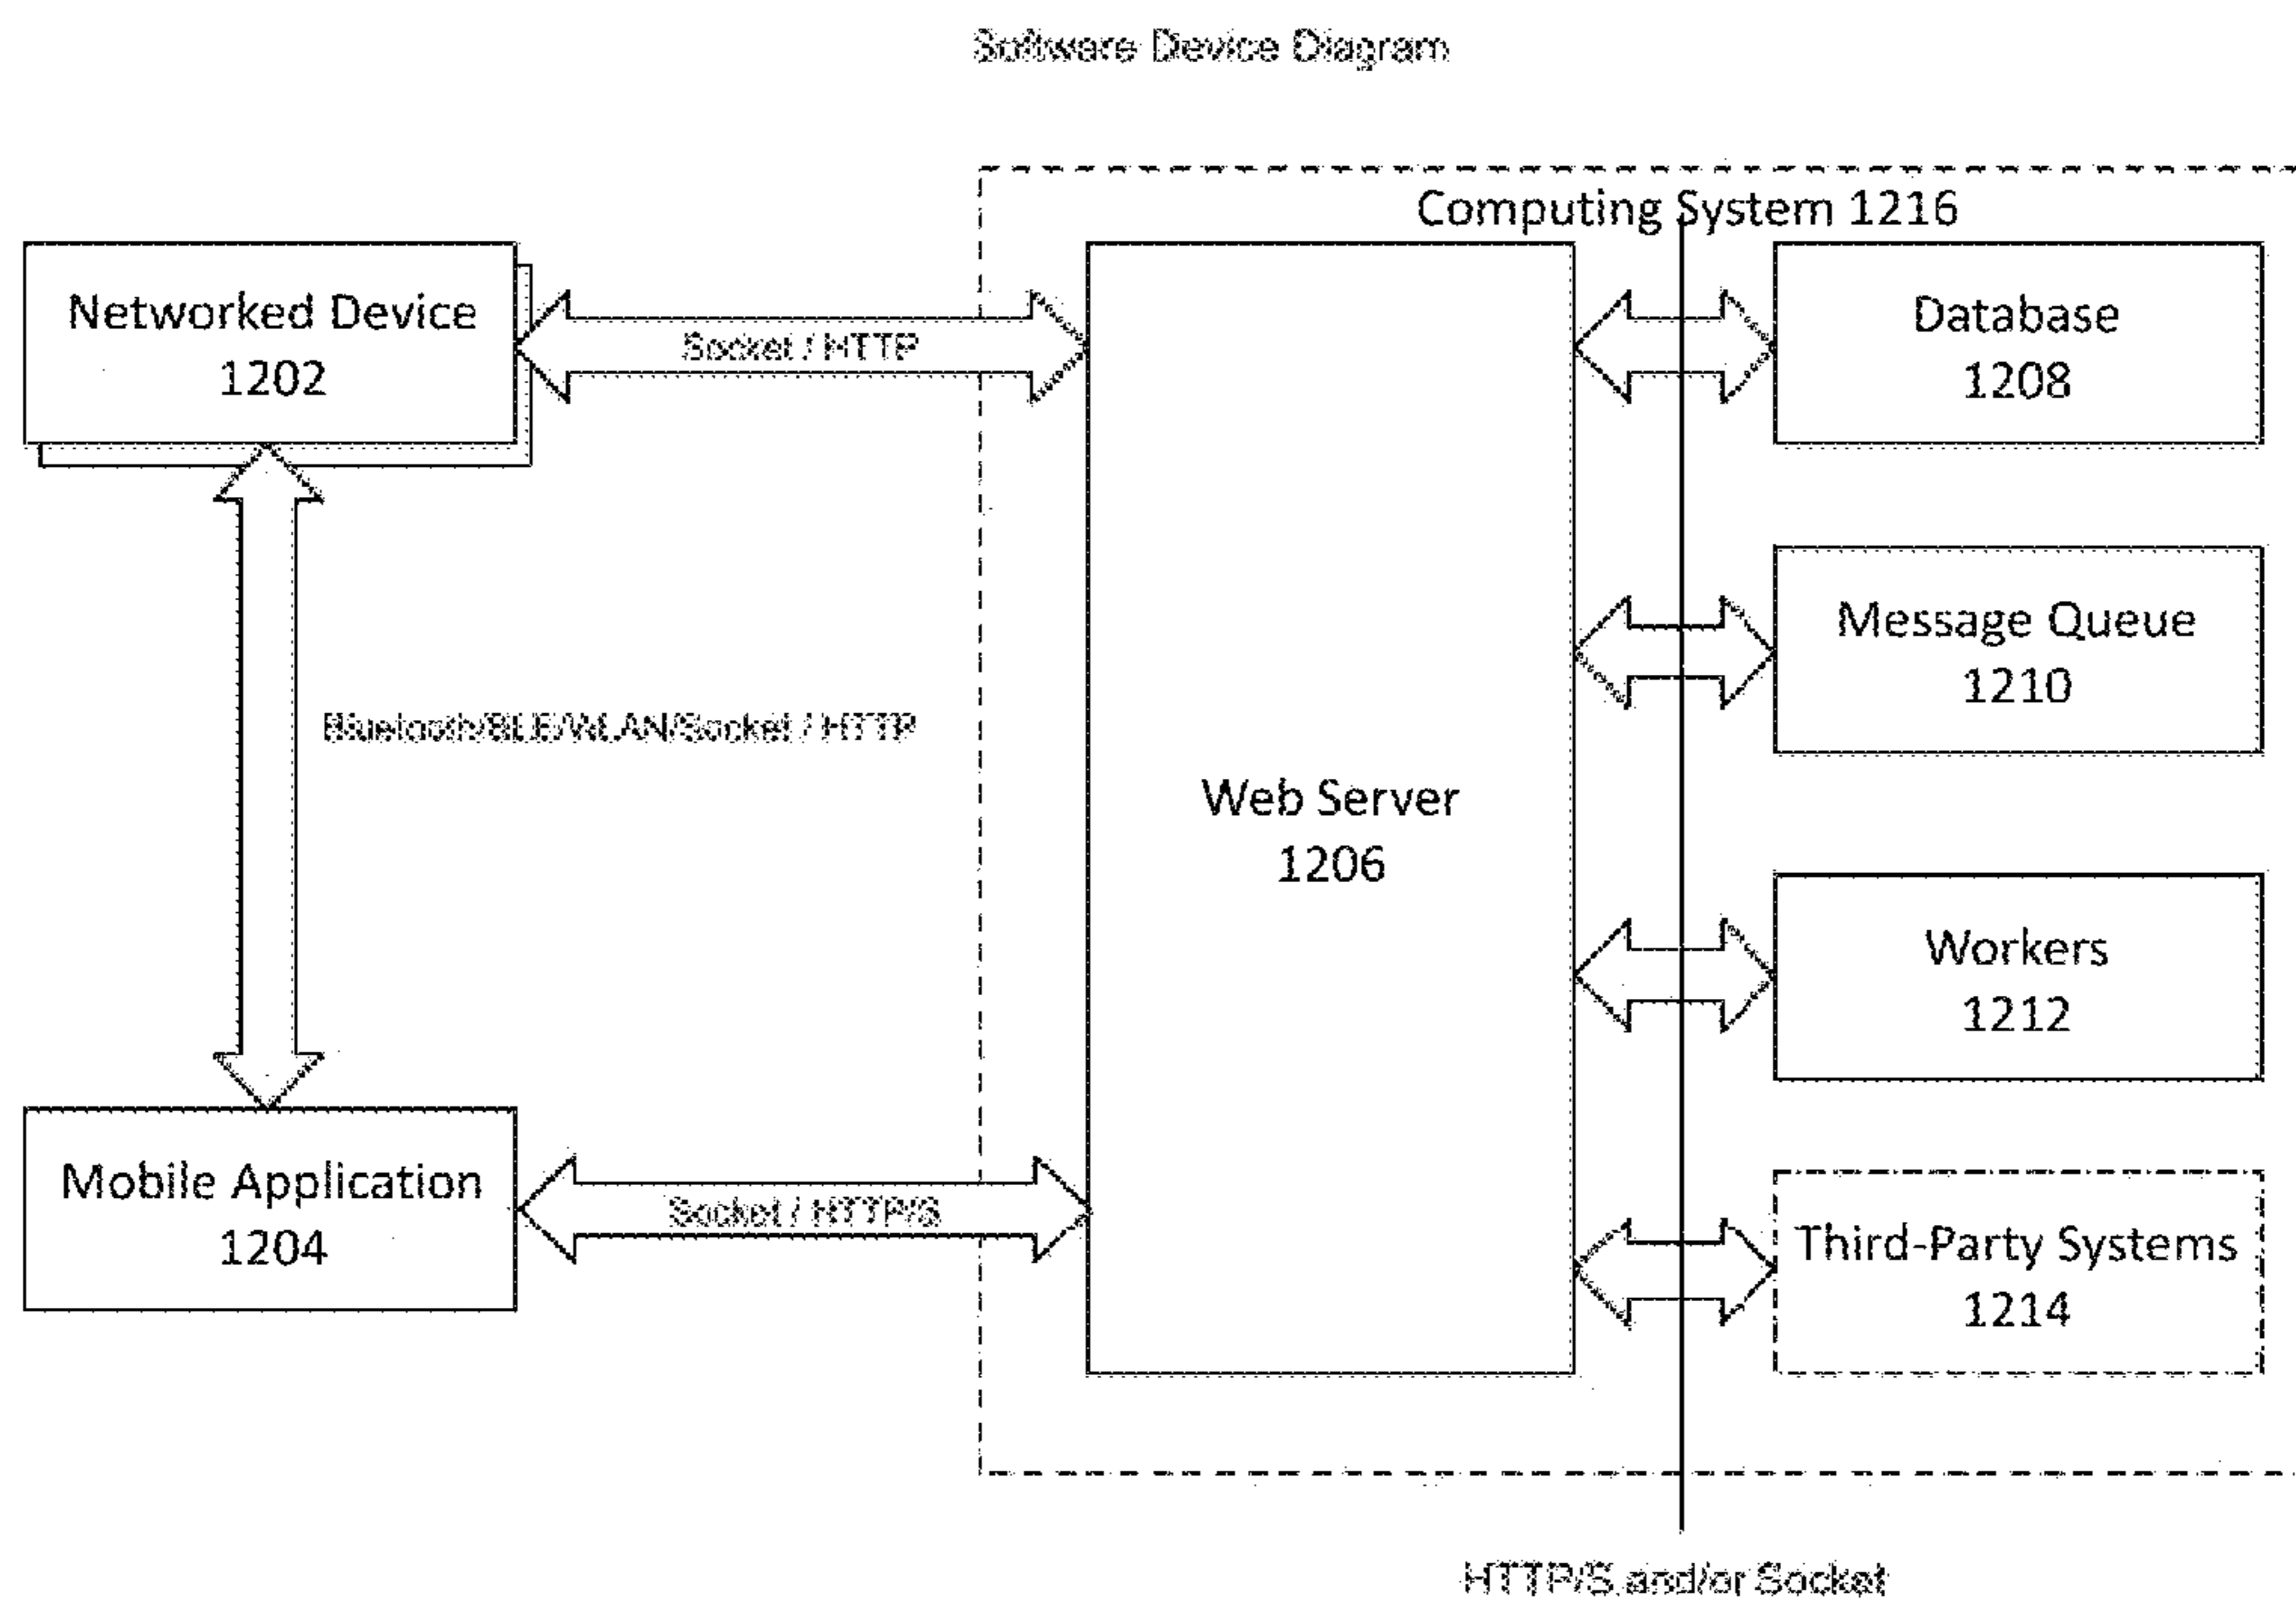 Software Device Diagram
Computing System 1216
Networked Device
1202
Socket / HTTP
Database
1208
Message Queue
1210
Bluetooth/BLE/WLAN/Socket / HTTP
Web Server
1206
Workers
1212
Mobile Application
1204
Socket / HTTP/S
Third-Party Systems
1214
HTTP/S and/or Socket